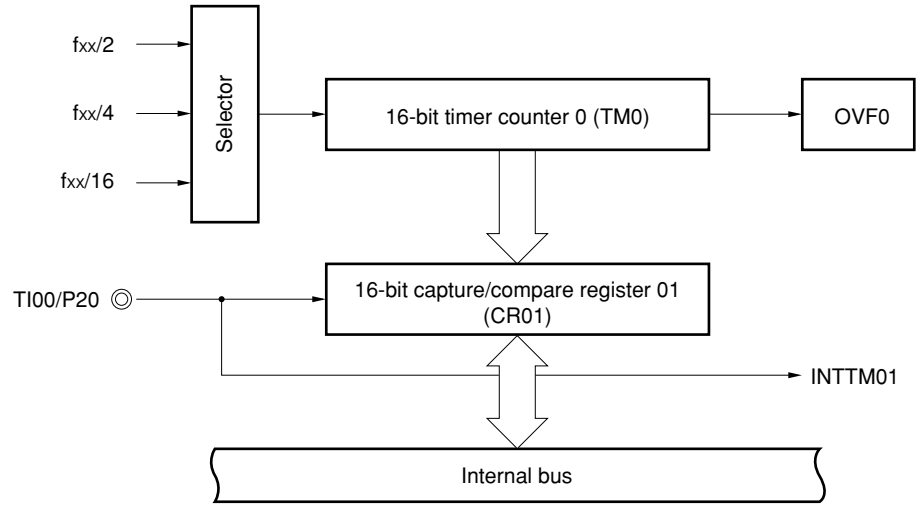 fxx/2
fxx/4
fxx/16
Selector
16-bit timer counter 0 (TM0)
OVF0
TI00/P20
16-bit capture/compare register 01
(CR01)
INTTM01
Internal bus